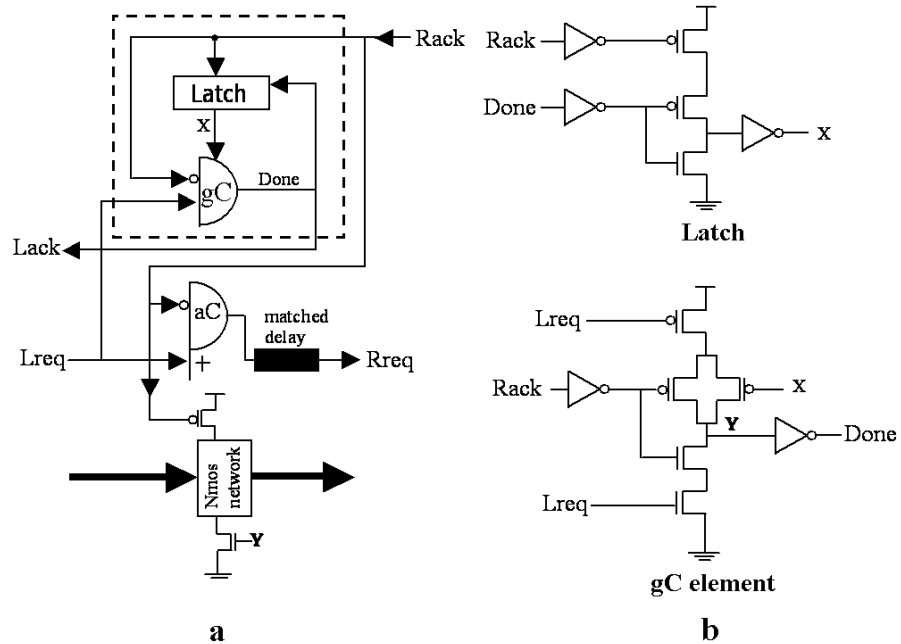 Rack
Latch
X
gC
Done
Lack
aC
+
matched
delay
Lreq
Rreq
Nmos
network
Y
a
Rack
Done
X
Latch
Lreq
Rack
X
Y
Done
Lreq
gC element
b